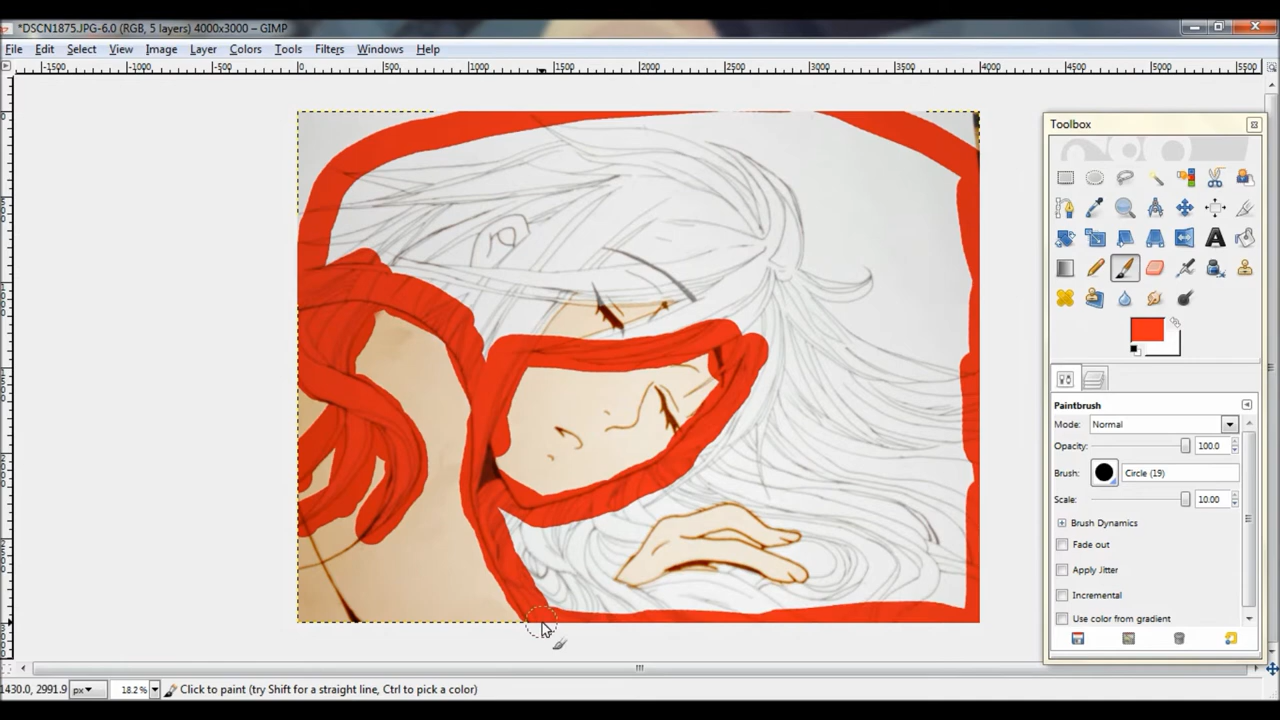 *DSCN1875.JPG-6.0 (RGB, 5 layers) 4000x3000 – GIMP
File Edit Select View Image Layer Colors Tools Filters Windows Help
-1500 -1000 -500 0 500 1000 1500 2000 2500 3000 4000 4500 5000 5500
Toolbox
Paintbrush
Mode: Normal
Opacity: 100.0
Brush: Circle (19)
Scale: 10.00
Brush Dynamics
Fade out
Apply Jitter
Incremental
Use color from gradient
1430.0, 2991.9 px 18.2% Click to paint (try Shift for a straight line, Ctrl to pick a color)